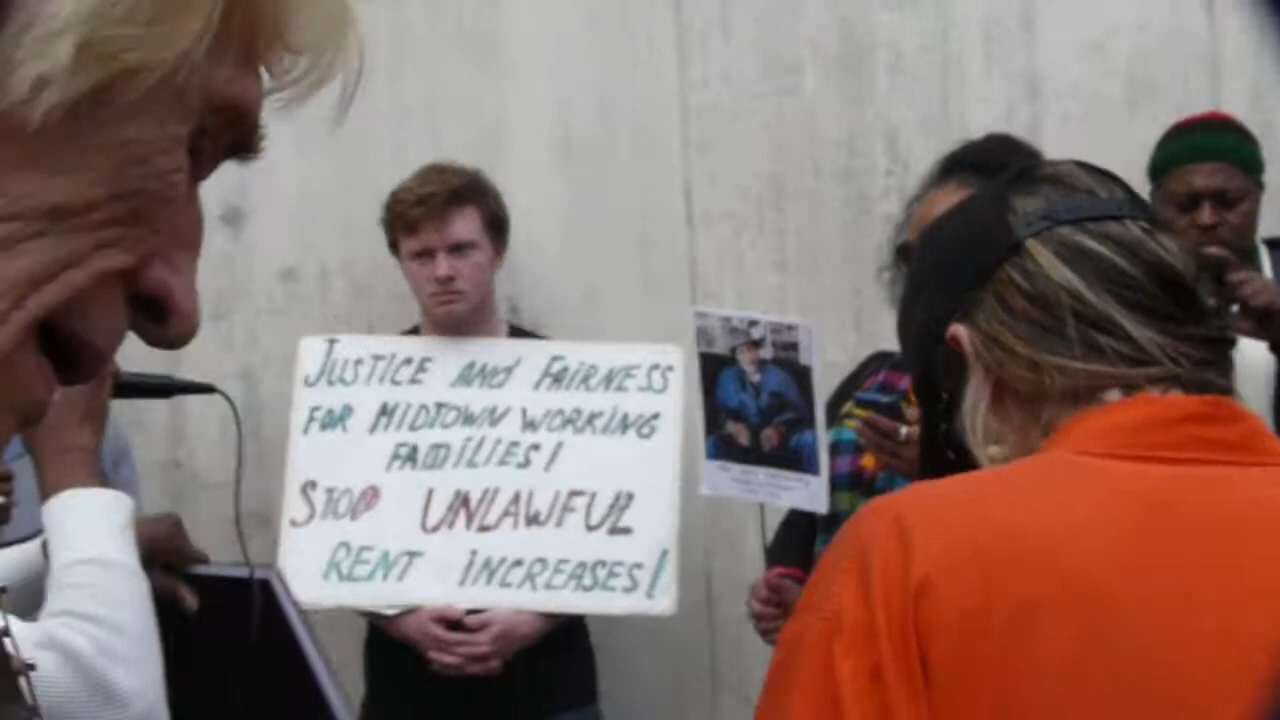 JUSTICE AND FAIRNESS
FOR MIDTOWN WORKING
FAMILIES!
STOP UNLAWFUL
RENT INCREASES!